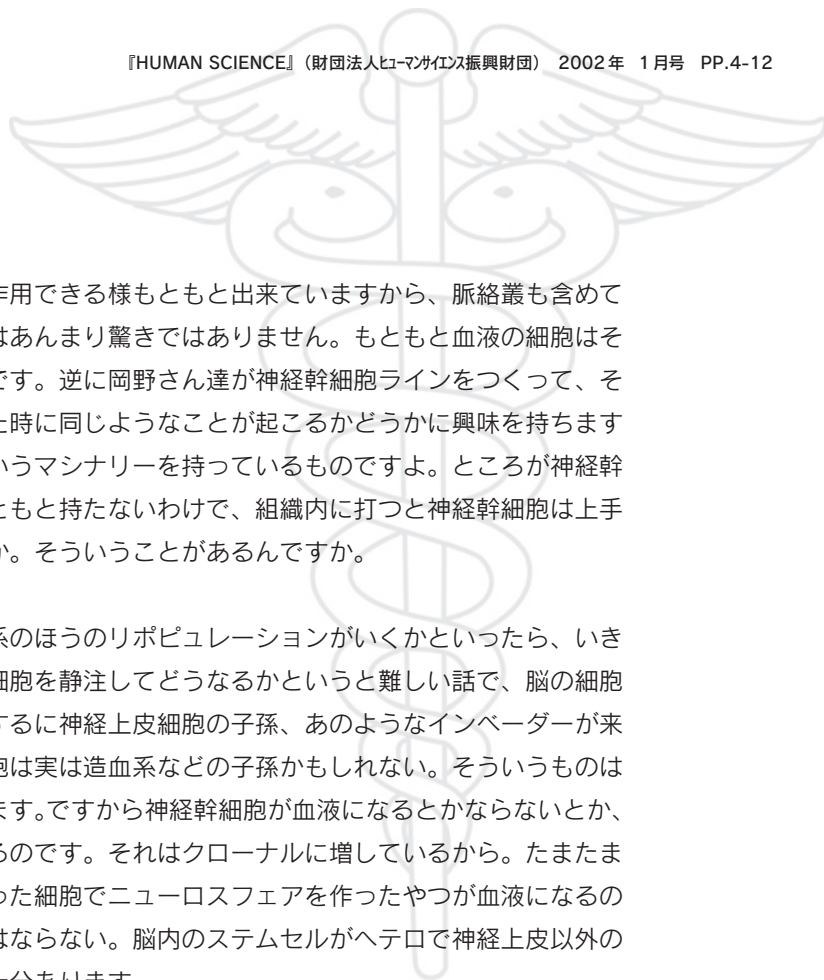 『HUMAN SCIENCE』（財団法人ﾋｭｰﾏﾝｻｲｴﾝｽ振興財団） 2002年 1月号 PP.4-12
作用できる様もともと出来ていますから、脈絡叢も含めて
はあんまり驚きではありません。もともと血液の細胞はそ
です。逆に岡野さん達が神経幹細胞ラインをつくって、そ
た時に同じようなことが起こるかどうかに興味を持ちます
いうマシナリーを持っているものですよ。ところが神経幹
ともと持たないわけで、組織内に打つと神経幹細胞は上手
か。そういうことがあるんですか。
系のほうのリポピュレーションがいくかといったら、いき
細胞を静注してどうなるかというと難しい話で、脳の細胞
するに神経上皮細胞の子孫、あのようなインベーダーが来
胞は実は造血系などの子孫かもしれない。そういうものは
ます。ですから神経幹細胞が血液になるとかならないとか、
るのです。それはクローナルに増しているから。たまたま
った細胞でニューロスフェアを作ったやつが血液になるの
はならない。脳内のステムセルがヘテロで神経上皮以外の
十分あります